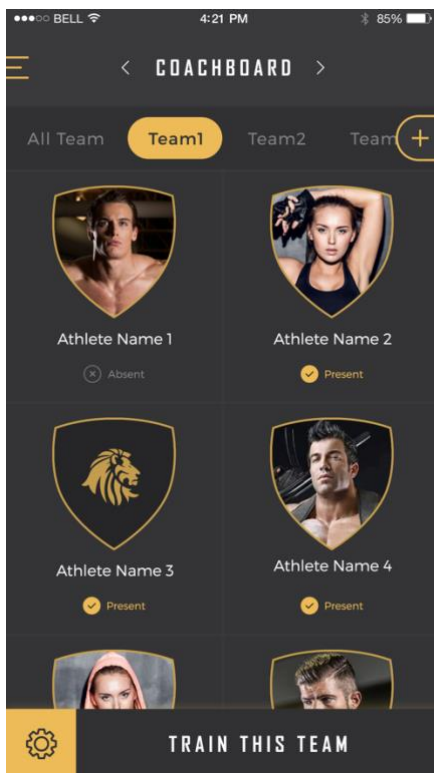 BELL 4:21 PM 85%
COACHBOARD
All Team Team1 Team2 Team
Athlete Name 1 Athlete Name 2
Absent Present
Athlete Name 3 Athlete Name 4
Present Present
TRAIN THIS TEAM